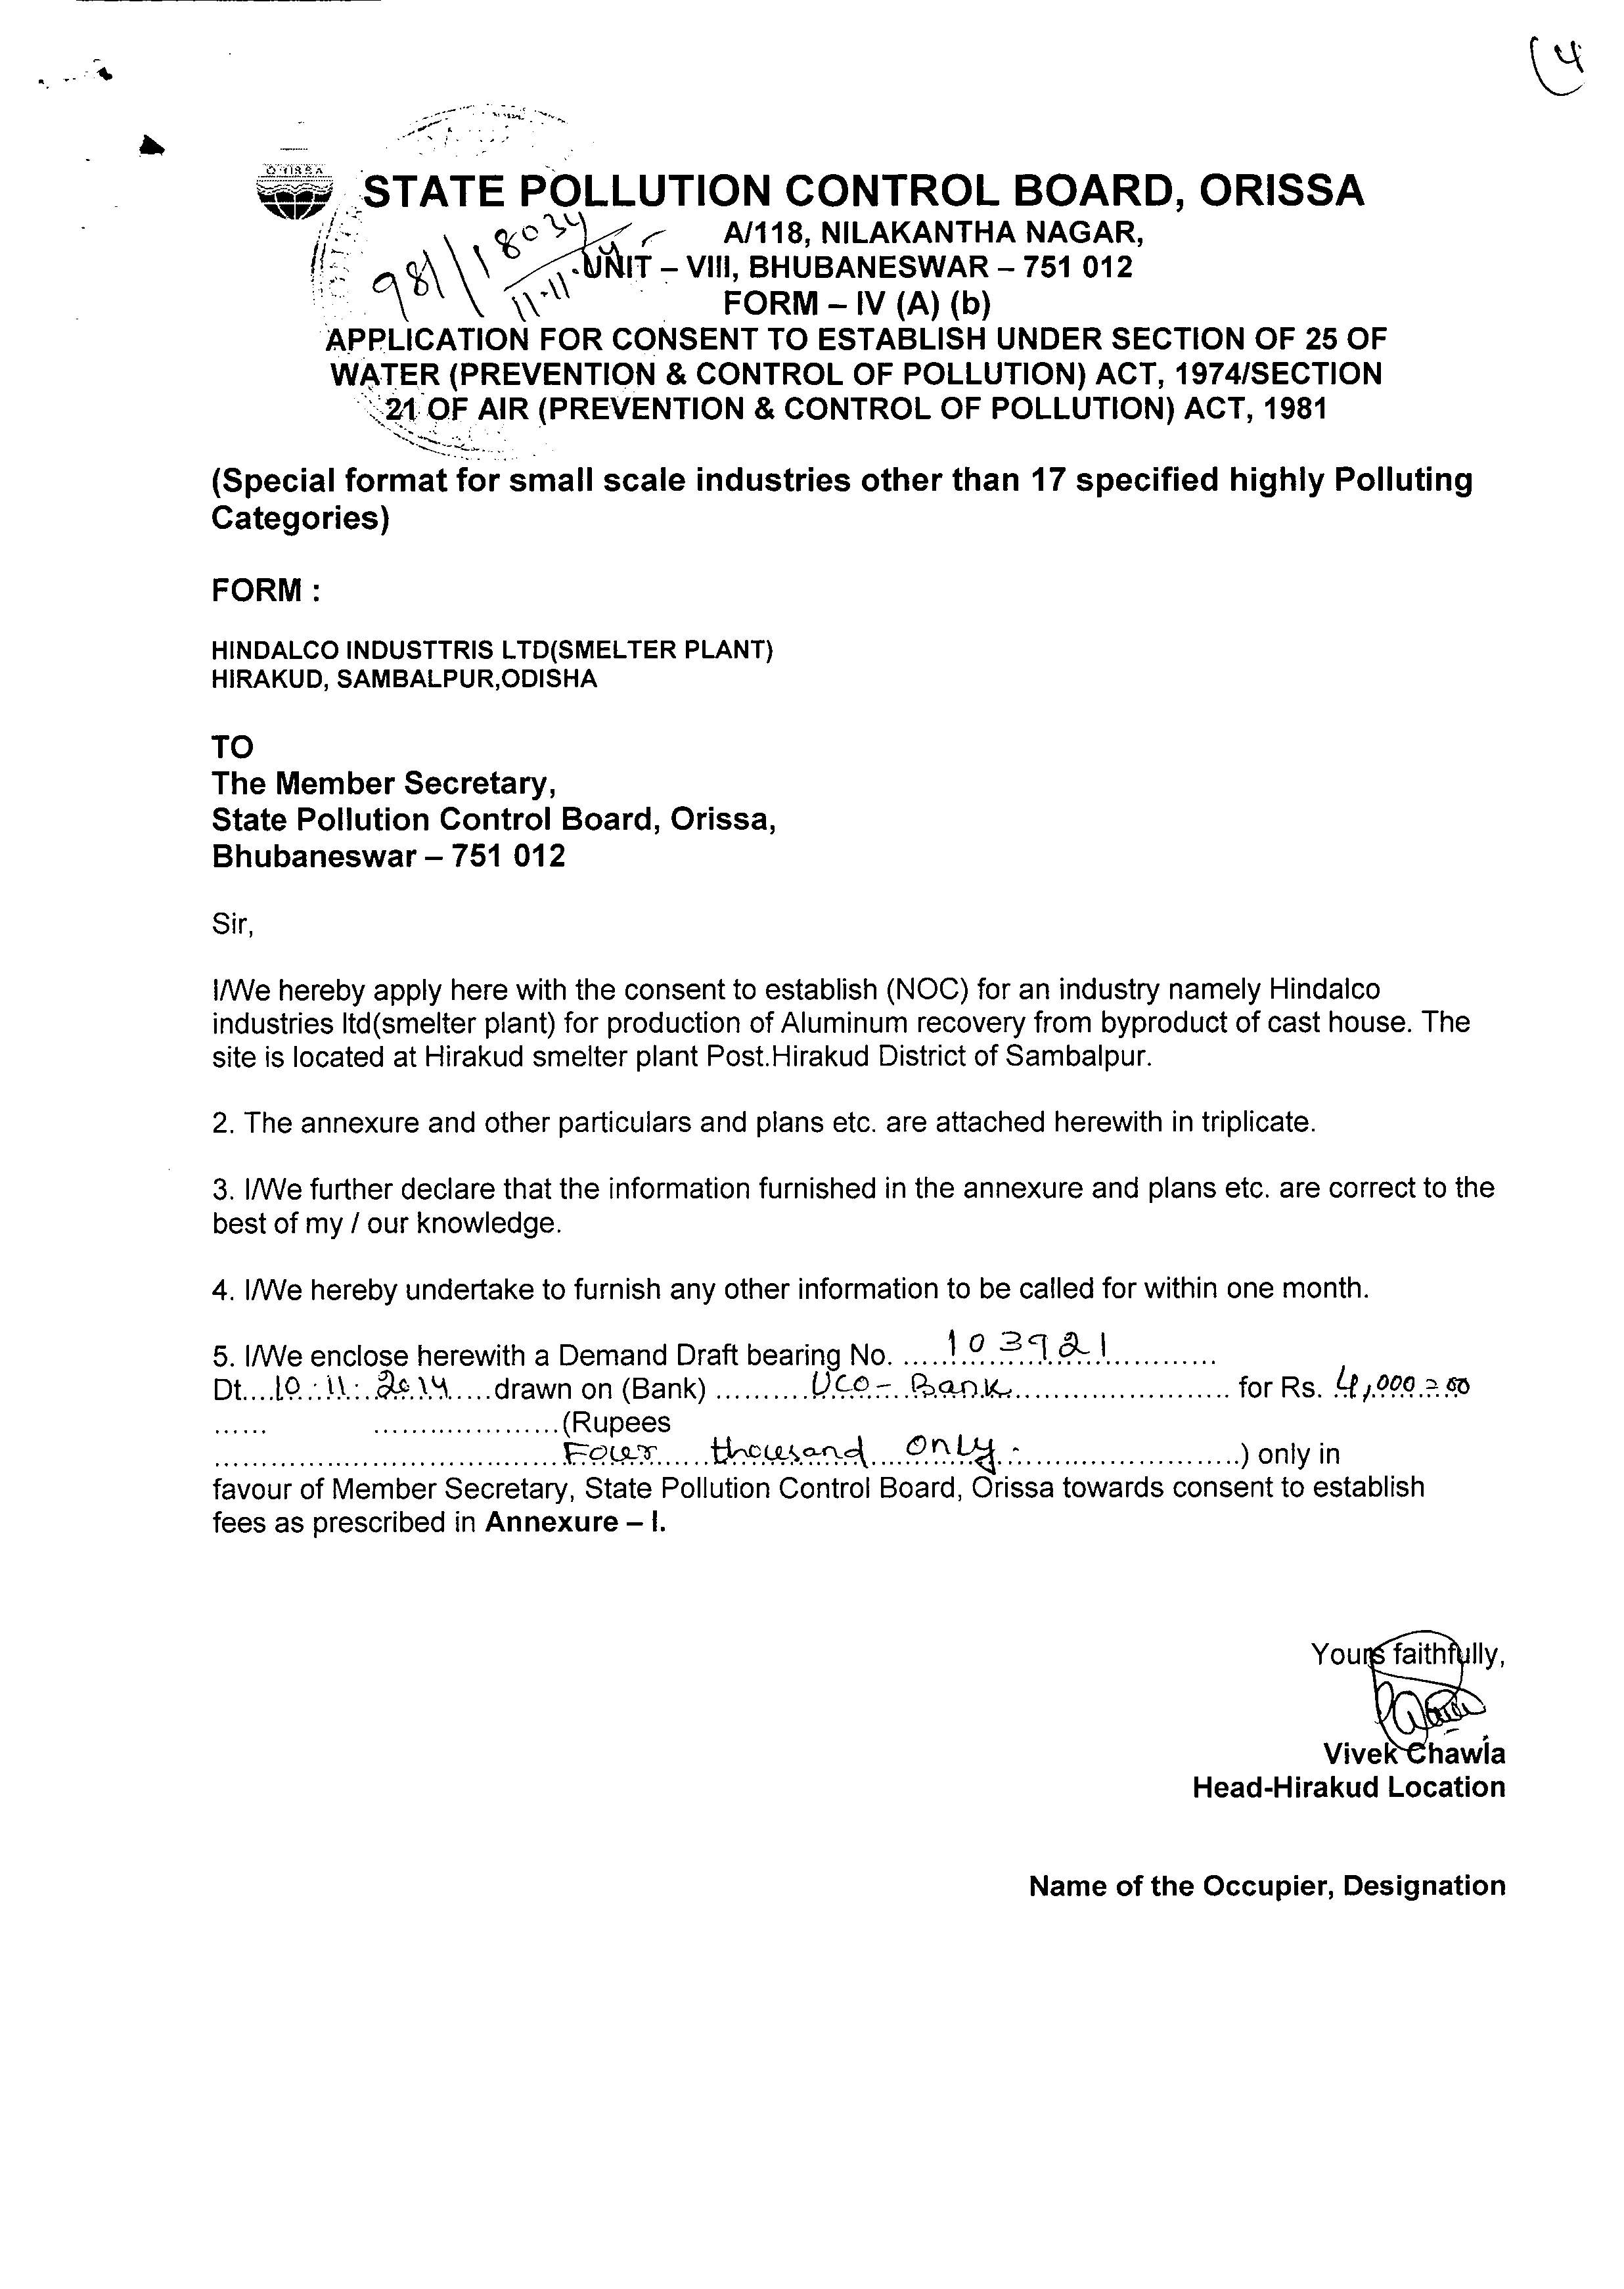 (4
ORISSA
STATE POLLUTION CONTROL BOARD, ORISSA
A/118, NILAKANTHA NAGAR,
981/18034
UNIT – VIII, BHUBANESWAR – 751 012
11.11.14
FORM – IV (A) (b)
APPLICATION FOR CONSENT TO ESTABLISH UNDER SECTION OF 25 OF
WATER (PREVENTION & CONTROL OF POLLUTION) ACT, 1974/SECTION
21 OF AIR (PREVENTION & CONTROL OF POLLUTION) ACT, 1981
(Special format for small scale industries other than 17 specified highly Polluting
Categories)
FORM :
HINDALCO INDUSTTRIS LTD(SMELTER PLANT)
HIRAKUD, SAMBALPUR,ODISHA
TO
The Member Secretary,
State Pollution Control Board, Orissa,
Bhubaneswar – 751 012
Sir,
I/We hereby apply here with the consent to establish (NOC) for an industry namely Hindalco
industries ltd(smelter plant) for production of Aluminum recovery from byproduct of cast house. The
site is located at Hirakud smelter plant Post.Hirakud District of Sambalpur.
2. The annexure and other particulars and plans etc. are attached herewith in triplicate.
3. I/We further declare that the information furnished in the annexure and plans etc. are correct to the
best of my / our knowledge.
4. I/We hereby undertake to furnish any other information to be called for within one month.
5. I/We enclose herewith a Demand Draft bearing No. ......103921..............
Dt....10.11.2014.....drawn on (Bank) ..........UCO-Bank........................ for Rs. 4,000=00
...... .....................(Rupees
......................................Four thousand only.............................) only in
favour of Member Secretary, State Pollution Control Board, Orissa towards consent to establish
fees as prescribed in Annexure – I.
Yours faithfully,
Vivek Chawla
Head-Hirakud Location
Name of the Occupier, Designation